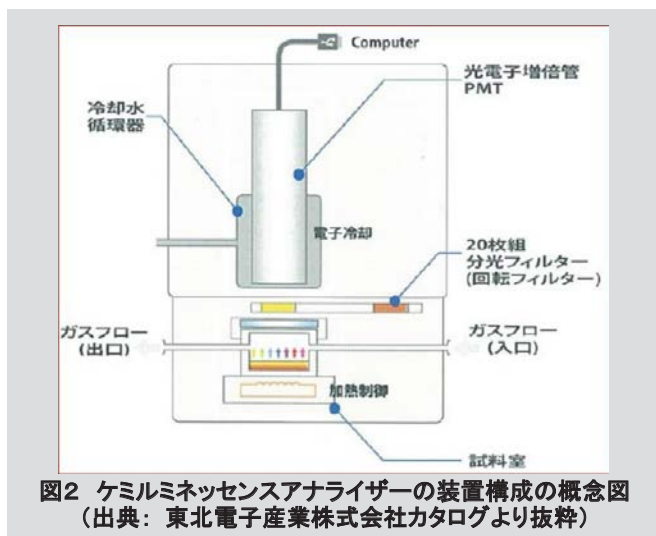 Computer
光電子増倍管
PMT
冷却水
循環器
電子冷却
20枚組
分光フィルター
(回転フィルター)
ガスフロー
(出口)
ガスフロー
(入口)
加熱制御
試料室
図2 ケミルミネッセンスアナライザーの装置構成の概念図
(出典： 東北電子産業株式会社カタログより抜粋)